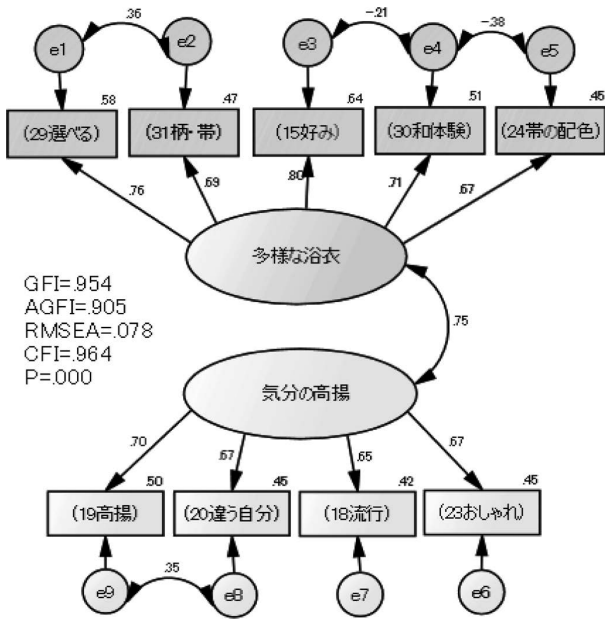 .36
-.21
-.38
e1
e2
e3
e4
e5
.58
.47
.64
.51
.45
(29選べる)
(31柄・帯)
(15好み)
(30和体験)
(24帯の配色)
.76
.69
.80
.71
.67
多様な浴衣
GFI=.954
AGFI=.905
RMSEA=.078
CFI=.964
P=.000
.75
気分の高揚
.70
.67
.65
.67
.50
.45
.42
.45
(19高揚)
(20違う自分)
(18流行)
(23おしゃれ)
.35
e9
e8
e7
e6